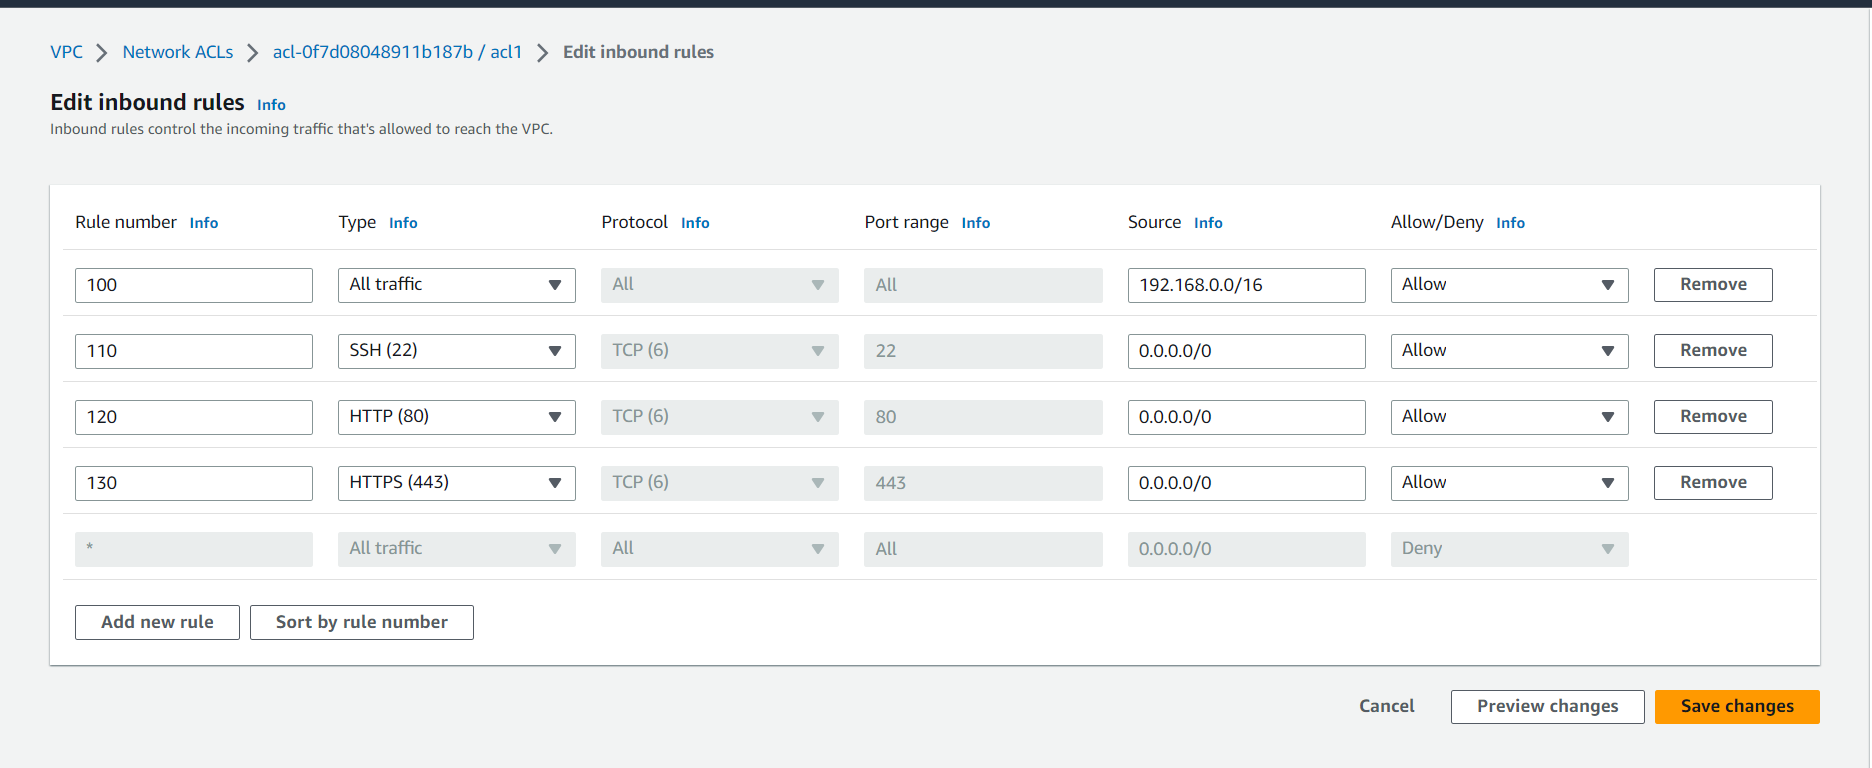 VPC > Network ACLs > acl-0f7d08048911b187b / acl1 > Edit inbound rules
Edit inbound rules Info
Inbound rules control the incoming traffic that's allowed to reach the VPC.
Rule number Info Type Info Protocol Info Port range Info Source Info Allow/Deny Info
100 All traffic All All 192.168.0.0/16 Allow Remove
110 SSH (22) TCP (6) 22 0.0.0.0/0 Allow Remove
120 HTTP (80) TCP (6) 80 0.0.0.0/0 Allow Remove
130 HTTPS (443) TCP (6) 443 0.0.0.0/0 Allow Remove
* All traffic All All 0.0.0.0/0 Deny
Add new rule Sort by rule number
Cancel Preview changes Save changes